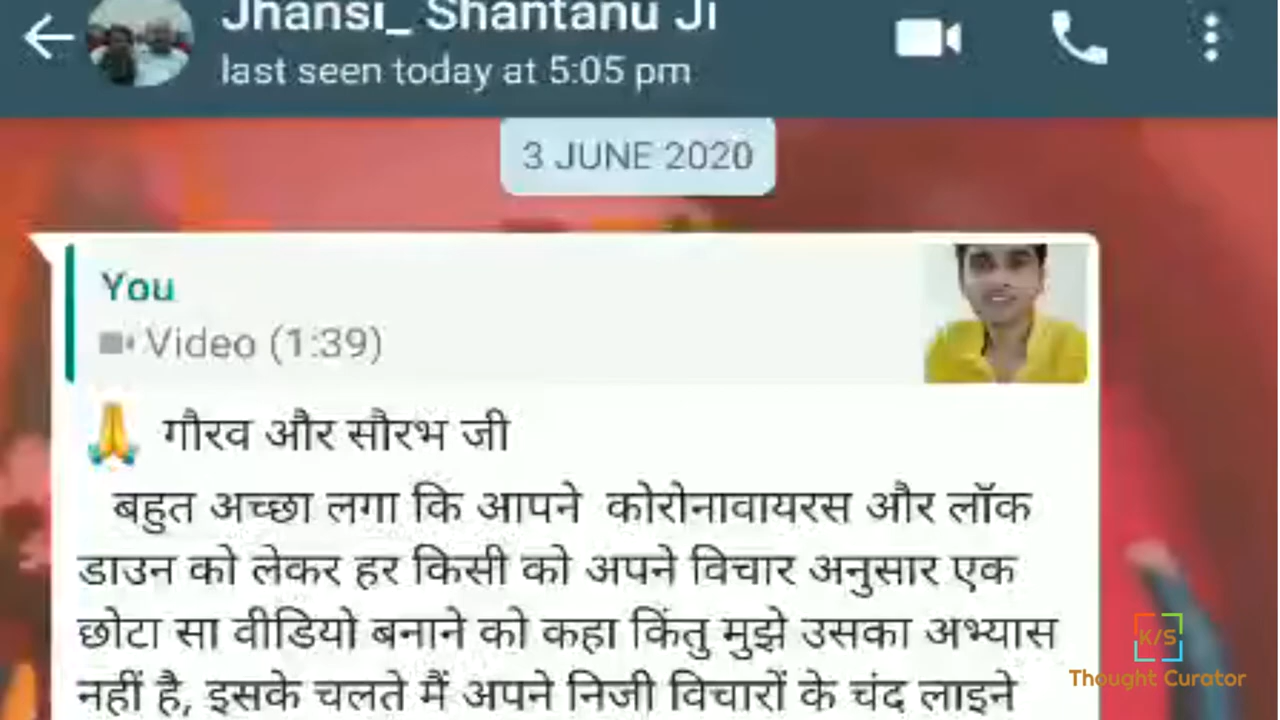 Jhansi_ Shantanu Ji
last seen today at 5:05 pm
3 JUNE 2020
You
Video (1:39)
🙏 गौरव और सौरभ जी
बहुत अच्छा लगा कि आपने कोरोनावायरस और लॉक
डाउन को लेकर हर किसी को अपने विचार अनुसार एक
छोटा सा वीडियो बनाने को कहा किंतु मुझे उसका अभ्यास
नहीं है, इसके चलते मैं अपने निजी विचारों के चंद लाइने
K/S
Thought Curator